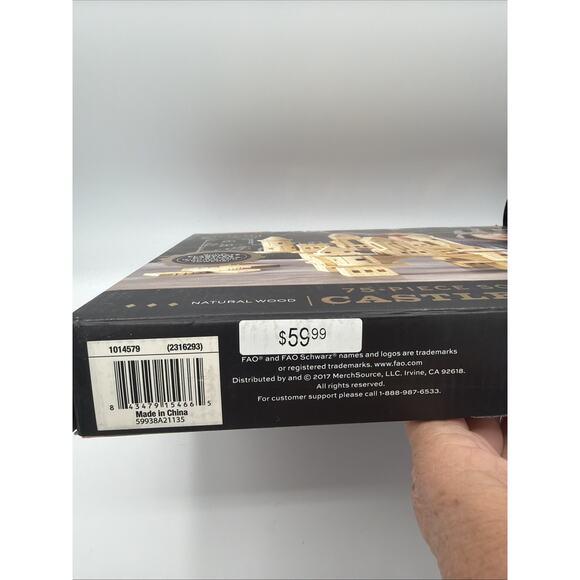 75-PIECE
NATURAL WOOD | CASTLE
$59.99
1014579 (2316293)
8 43479 15466 5
Made in China
59938A21135
FAO® and FAO Schwarz® names and logos are trademarks
or registered trademarks. www.fao.com
Distributed by and © 2017 MerchSource, LLC. Irvine, CA 92618.
All rights reserved.
For customer support please call 1-888-987-6533.